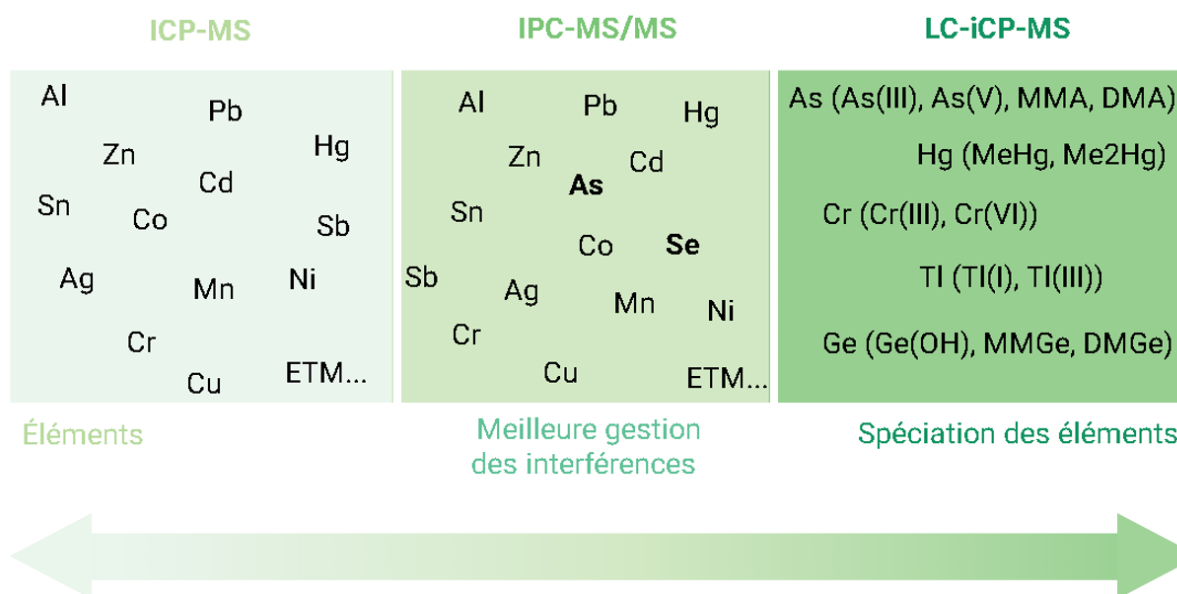 ICP-MS
IPC-MS/MS
LC-iCP-MS
Al
Pb
Hg
Zn
Cd
Sn
Co
Sb
Ag
Mn
Ni
Cr
Cu
ETM...
Al
Pb
Hg
Zn
Cd
As
Sn
Co
Se
Sb
Ag
Mn
Ni
Cr
Cu
ETM...
As (As(III), As(V), MMA, DMA)
Hg (MeHg, Me2Hg)
Cr (Cr(III), Cr(VI))
Tl (Tl(I), Tl(III))
Ge (Ge(OH), MMGe, DMGe)
Éléments
Meilleure gestion
des interférences
Spéciation des éléments